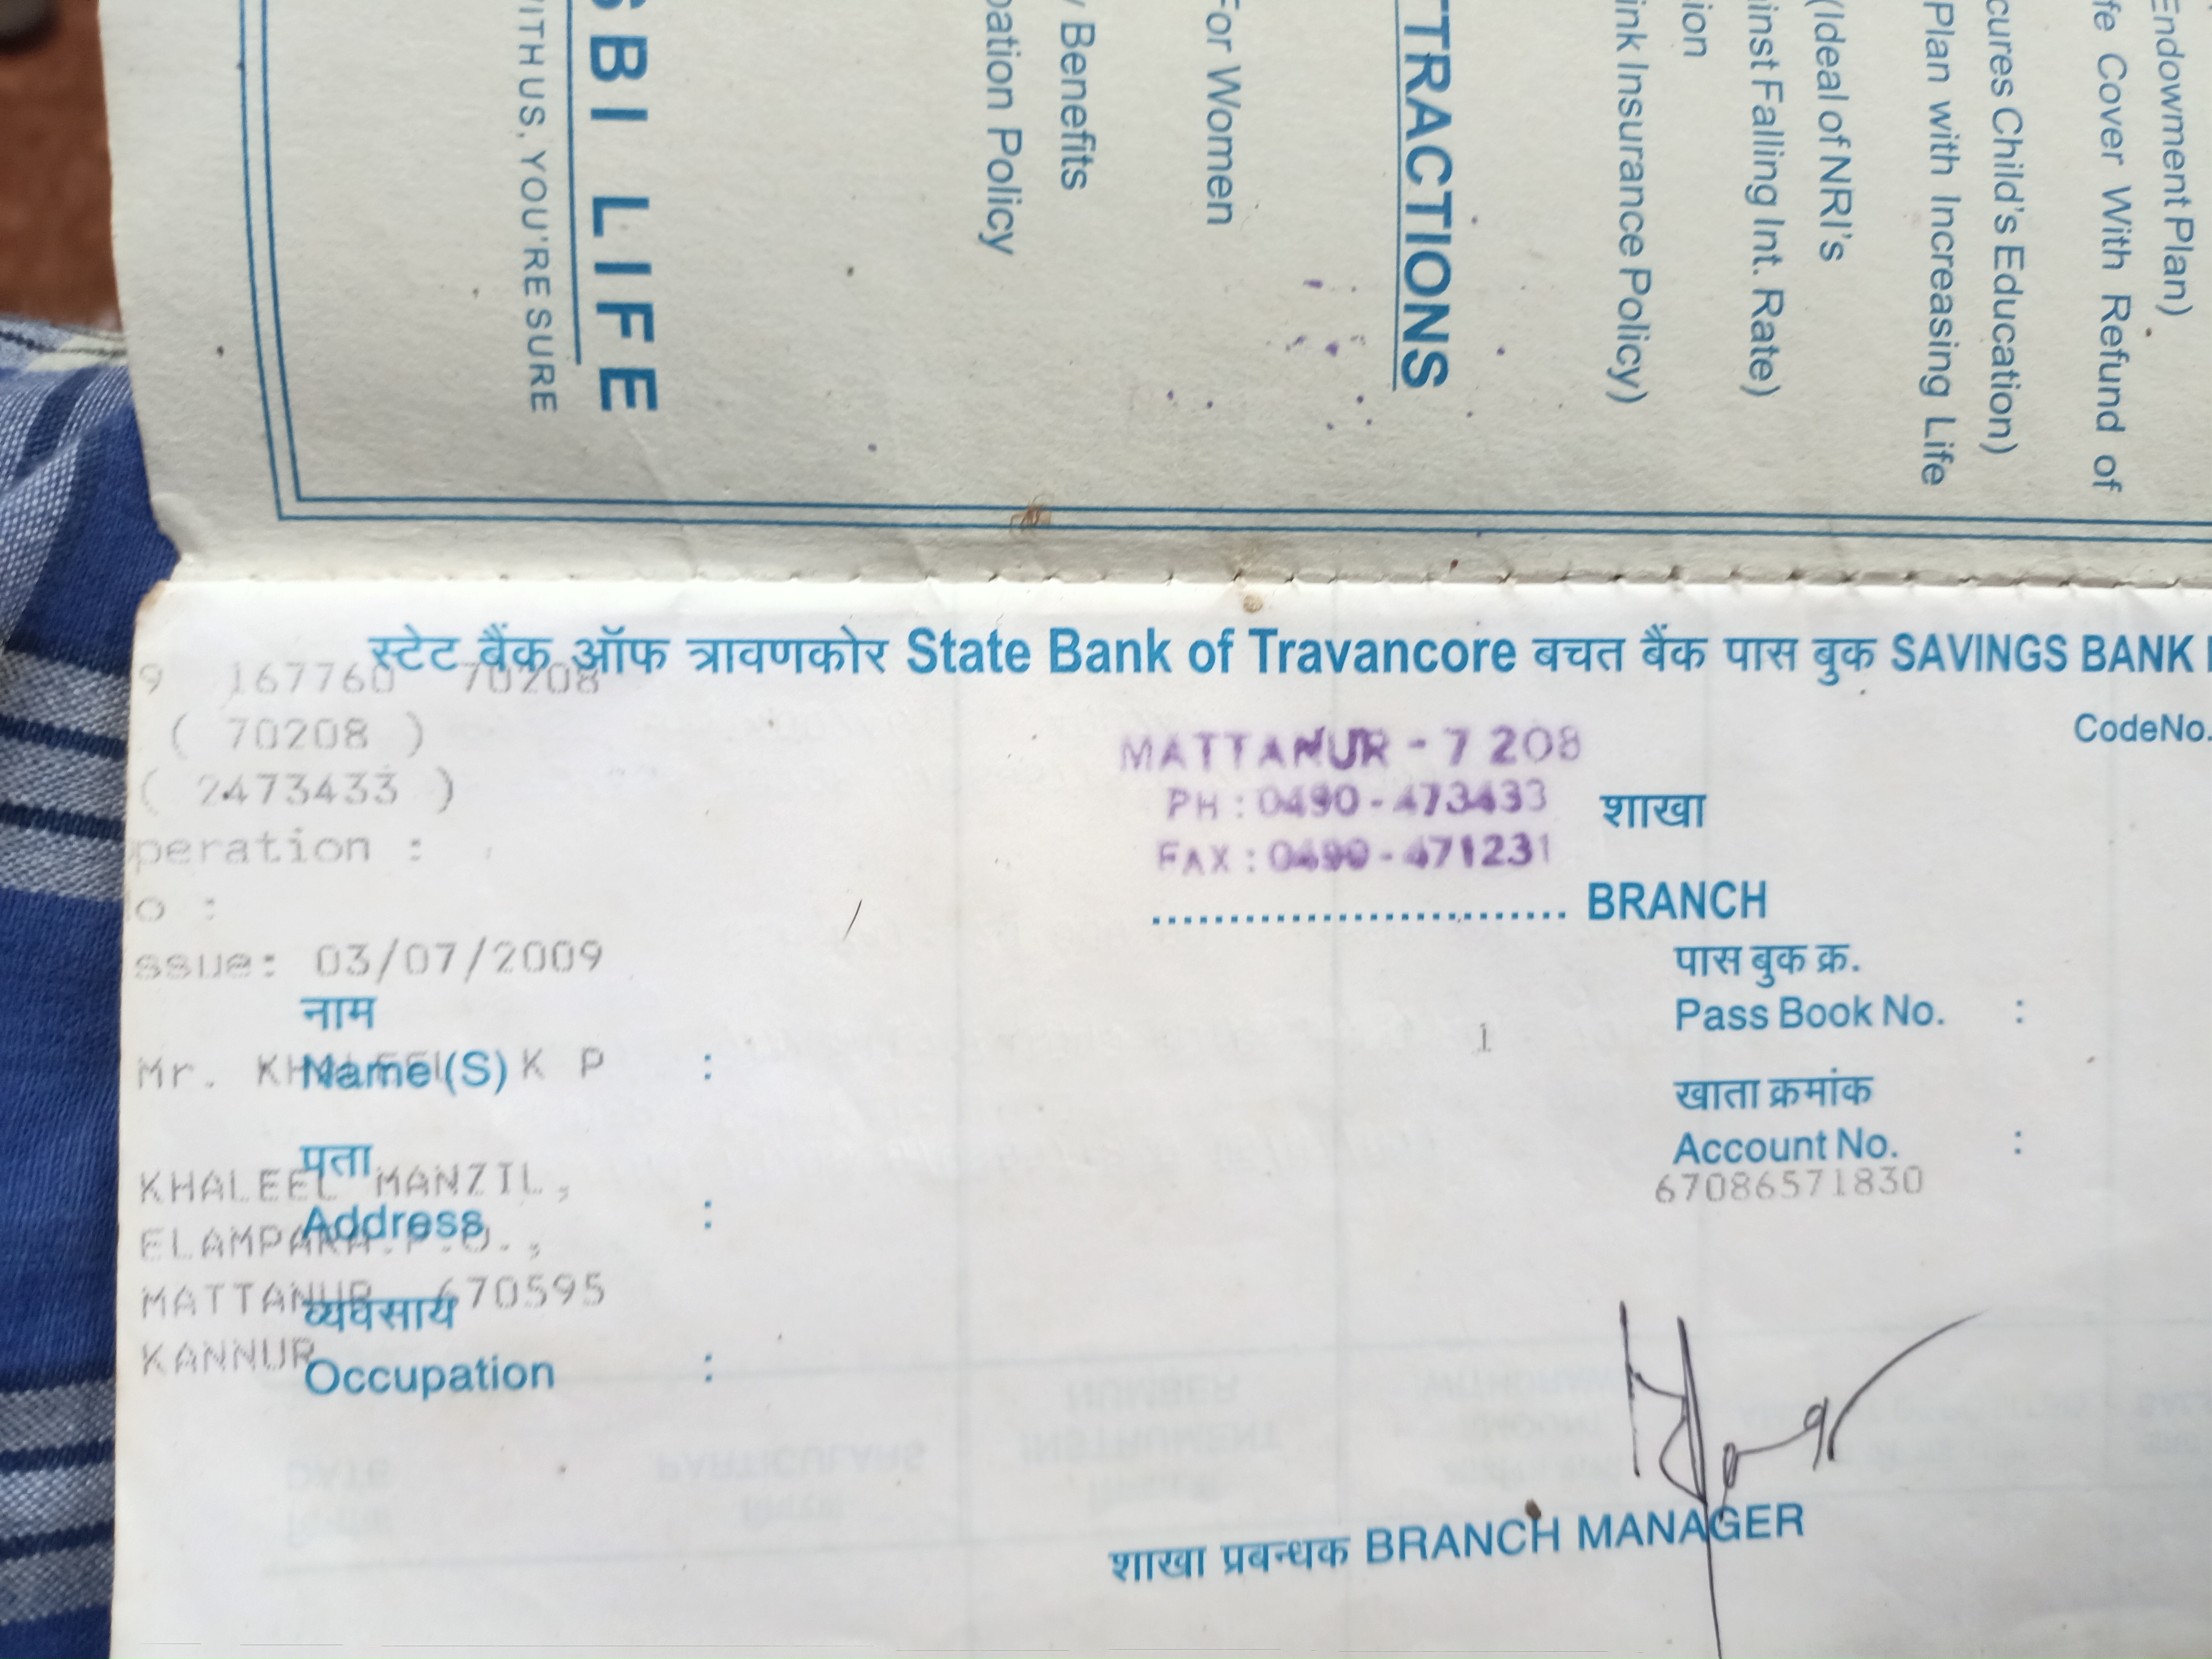 SBI LIFE
WITH US, YOU'RE SURE
pation Policy
y Benefits
For Women
TTRACTIONS
ink Insurance Policy)
ion
inst Falling Int. Rate)
(Ideal of NRI's
Plan with Increasing Life
cures Child's Education)
fe Cover With Refund of
Endowment Plan)
स्टेट बैंक ऑफ त्रावणकोर State Bank of Travancore बचत बैंक पास बुक SAVINGS BANK
9 167760 70208
( 70208 )
( 2473433 )
peration :
o :
ssue: 03/07/2009
CodeNo.
MATTANUR - 7 208
PH : 0490 - 473433
FAX : 0490 - 471231
शाखा
BRANCH
पास बुक क्र.
Pass Book No. :
1
खाता क्रमांक
Account No. :
67086571830
नाम
Name(S) :
Mr. KHALEEL K P
पता
Address :
KHALEEL MANZIL,
ELAMPARA.P.O.,
MATTANUR 670595
KANNUR
व्यवसाय
Occupation :
शाखा प्रबन्धक BRANCH MANAGER